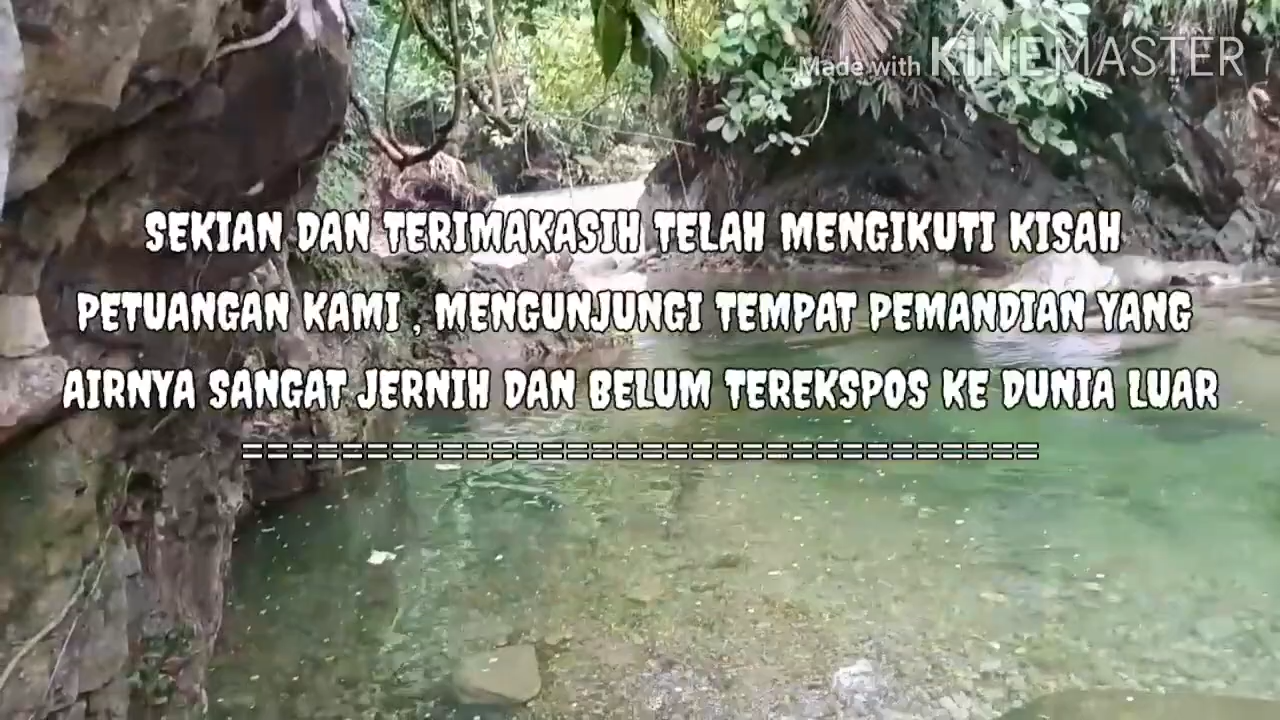 Made with KINEMASTER
SEKIAN DAN TERIMAKASIH TELAH MENGIKUTI KISAH
PETUANGAN KAMI , MENGUNJUNGI TEMPAT PEMANDIAN YANG
AIRNYA SANGAT JERNIH DAN BELUM TEREKSPOS KE DUNIA LUAR
================================